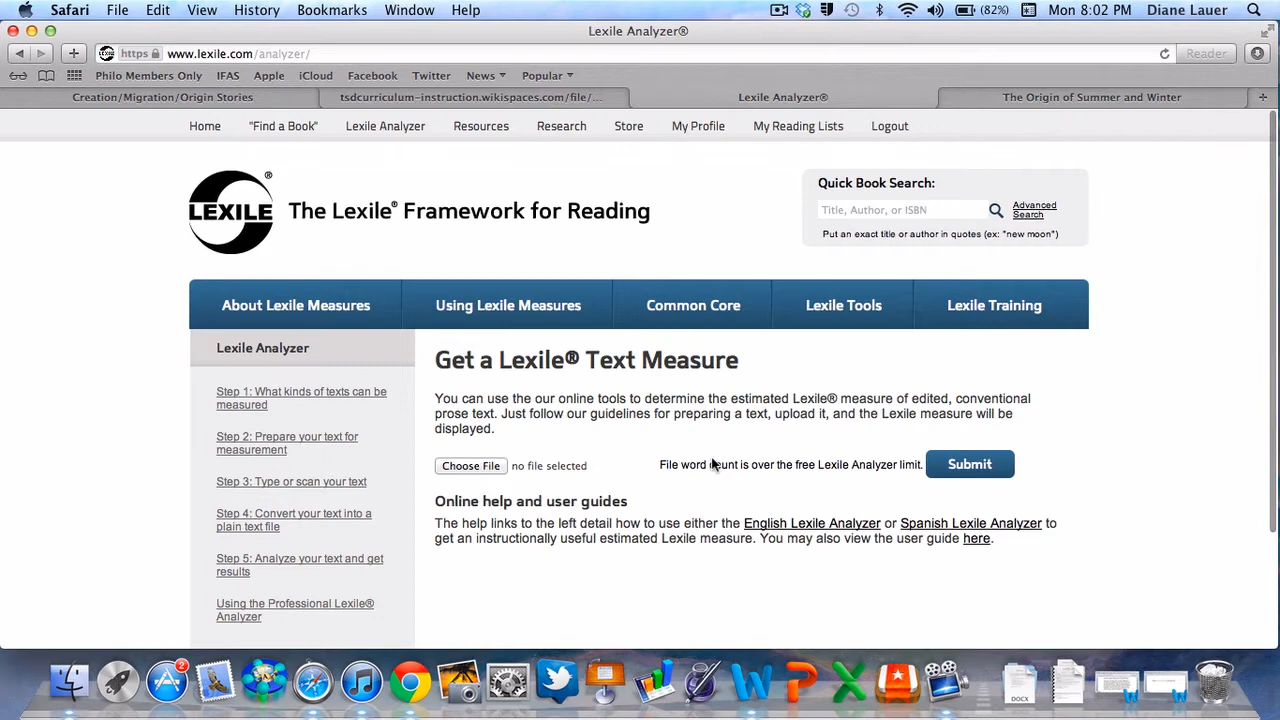 Safari File Edit View History Bookmarks Window Help (82%) Mon 8:02 PM Diane Lauer
Lexile Analyzer®
https www.lexile.com/analyzer/ Reader
Philo Members Only IFAS Apple iCloud Facebook Twitter News Popular
Creation/Migration/Origin Stories tsdcurriculum-instruction.wikispaces.com/file/... Lexile Analyzer® The Origin of Summer and Winter
Home "Find a Book" Lexile Analyzer Resources Research Store My Profile My Reading Lists Logout
LEXILE® The Lexile® Framework for Reading
Quick Book Search:
Title, Author, or ISBN Advanced Search
Put an exact title or author in quotes (ex: "new moon")
About Lexile Measures Using Lexile Measures Common Core Lexile Tools Lexile Training
Lexile Analyzer
Step 1: What kinds of texts can be
measured
Step 2: Prepare your text for
measurement
Step 3: Type or scan your text
Step 4: Convert your text into a
plain text file
Step 5: Analyze your text and get
results
Using the Professional Lexile®
Analyzer
Get a Lexile® Text Measure
You can use the our online tools to determine the estimated Lexile® measure of edited, conventional
prose text. Just follow our guidelines for preparing a text, upload it, and the Lexile measure will be
displayed.
Choose File no file selected File word count is over the free Lexile Analyzer limit. Submit
Online help and user guides
The help links to the left detail how to use either the English Lexile Analyzer or Spanish Lexile Analyzer to
get an instructionally useful estimated Lexile measure. You may also view the user guide here.
2
DOCX